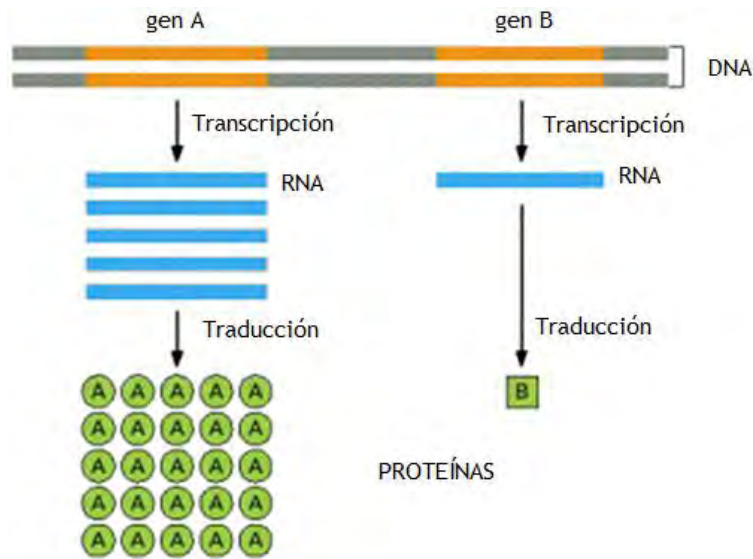 gen A
gen B
DNA
Transcripción
Transcripción
RNA
RNA
Traducción
Traducción
A A A A A
B
A A A A A
A A A A A
PROTEÍNAS
A A A A A
A A A A A